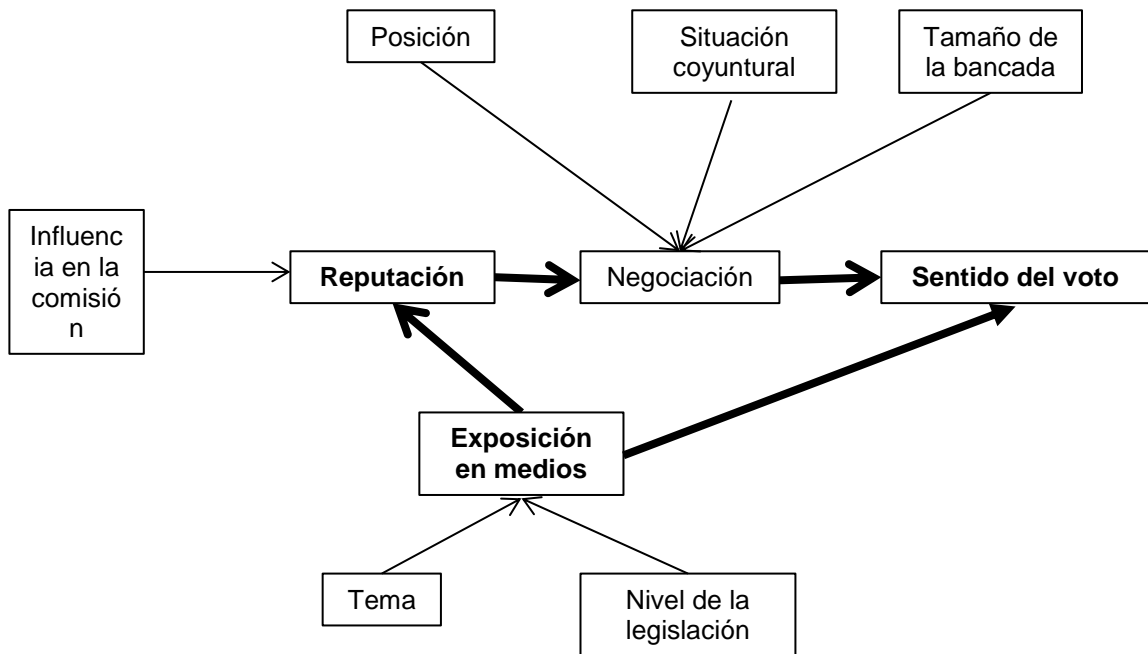 Posición
Situación
coyuntural
Tamaño de
la bancada
Influenc
ia en la
comisió
n
Reputación
Negociación
Sentido del voto
Exposición
en medios
Tema
Nivel de la
legislación